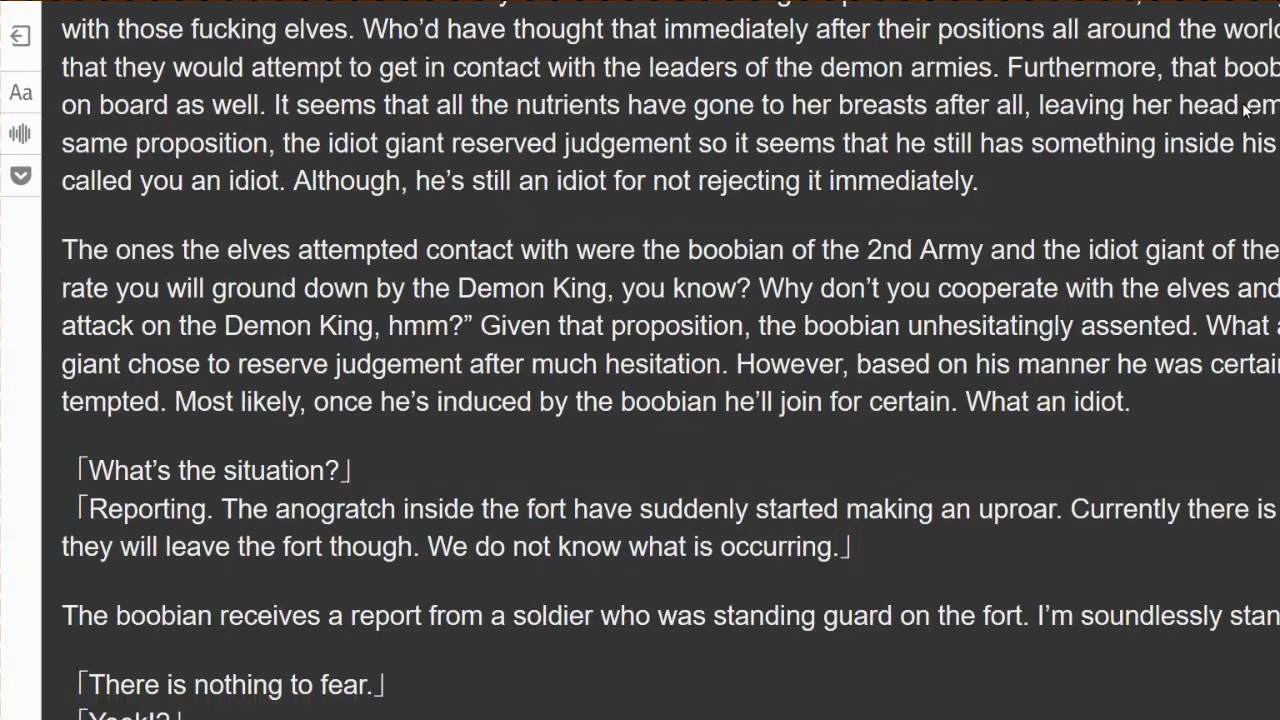 with those fucking elves. Who’d have thought that immediately after their positions all around the world
that they would attempt to get in contact with the leaders of the demon armies. Furthermore, that boob
on board as well. It seems that all the nutrients have gone to her breasts after all, leaving her head em
same proposition, the idiot giant reserved judgement so it seems that he still has something inside his
called you an idiot. Although, he’s still an idiot for not rejecting it immediately.
The ones the elves attempted contact with were the boobian of the 2nd Army and the idiot giant of the
rate you will ground down by the Demon King, you know? Why don’t you cooperate with the elves and
attack on the Demon King, hmm?” Given that proposition, the boobian unhesitatingly assented. What a
giant chose to reserve judgement after much hesitation. However, based on his manner he was certain
tempted. Most likely, once he’s induced by the boobian he’ll join for certain. What an idiot.
「What’s the situation?」
「Reporting. The anogratch inside the fort have suddenly started making an uproar. Currently there is
they will leave the fort though. We do not know what is occurring.」
The boobian receives a report from a soldier who was standing guard on the fort. I’m soundlessly stan
「There is nothing to fear.」
「Yeek!?」
Aa